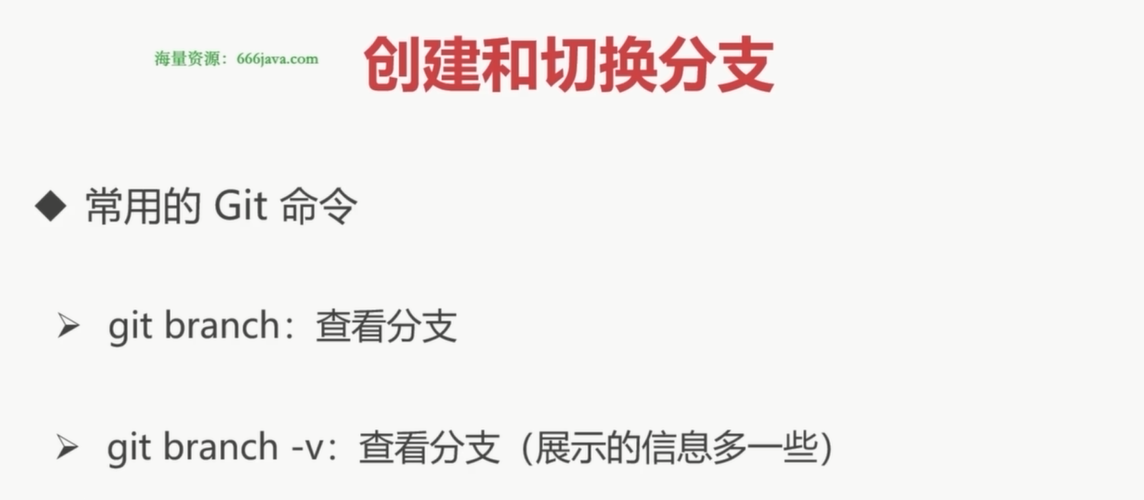 海量资源：666java.com
创建和切换分支
◆ 常用的 Git 命令
➢ git branch：查看分支
➢ git branch -v：查看分支（展示的信息多一些）